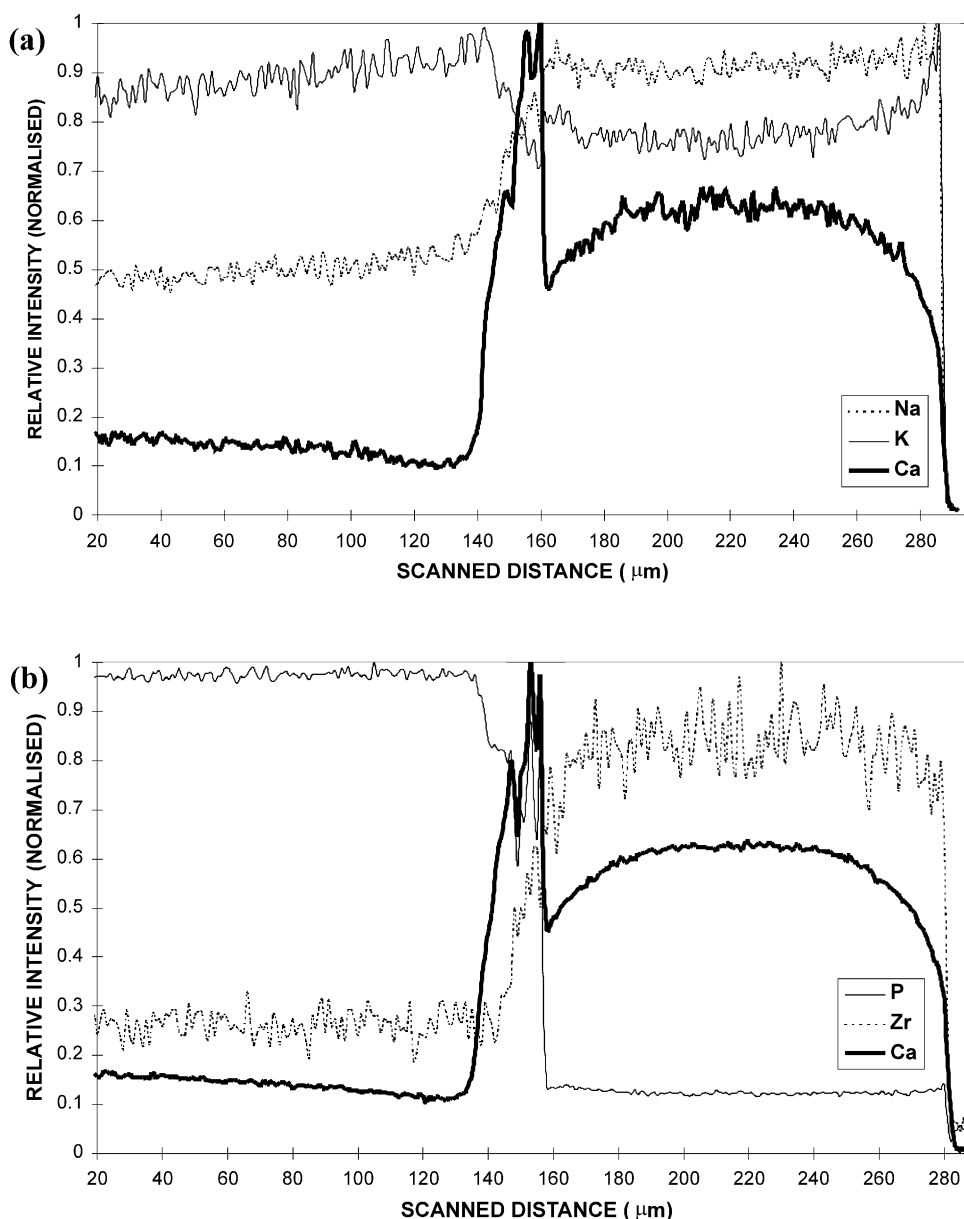 (a)
RELATIVE INTENSITY (NORMALISED)
1
0.9
0.8
0.7
0.6
0.5
0.4
0.3
0.2
0.1
0
Na
K
Ca
20 40 60 80 100 120 140 160 180 200 220 240 260 280
SCANNED DISTANCE ( μm)
(b)
RELATIVE INTENSITY (NORMALISED)
1
0.9
0.8
0.7
0.6
0.5
0.4
0.3
0.2
0.1
0
P
Zr
Ca
20 40 60 80 100 120 140 160 180 200 220 240 260 280
SCANNED DISTANCE ( μm)